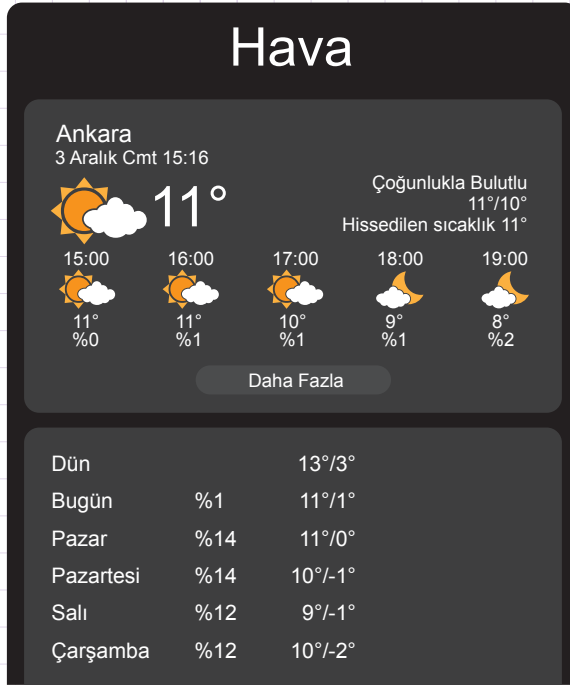 Hava
Ankara
3 Aralık Cmt 15:16
11°
Çoğunlukla Bulutlu
11°/10°
Hissedilen sıcaklık 11°
15:00 16:00 17:00 18:00 19:00
11° 11° 10° 9° 8°
%0 %1 %1 %1 %2
Daha Fazla
Dün 13°/3°
Bugün %1 11°/1°
Pazar %14 11°/0°
Pazartesi %14 10°/-1°
Salı %12 9°/-1°
Çarşamba %12 10°/-2°